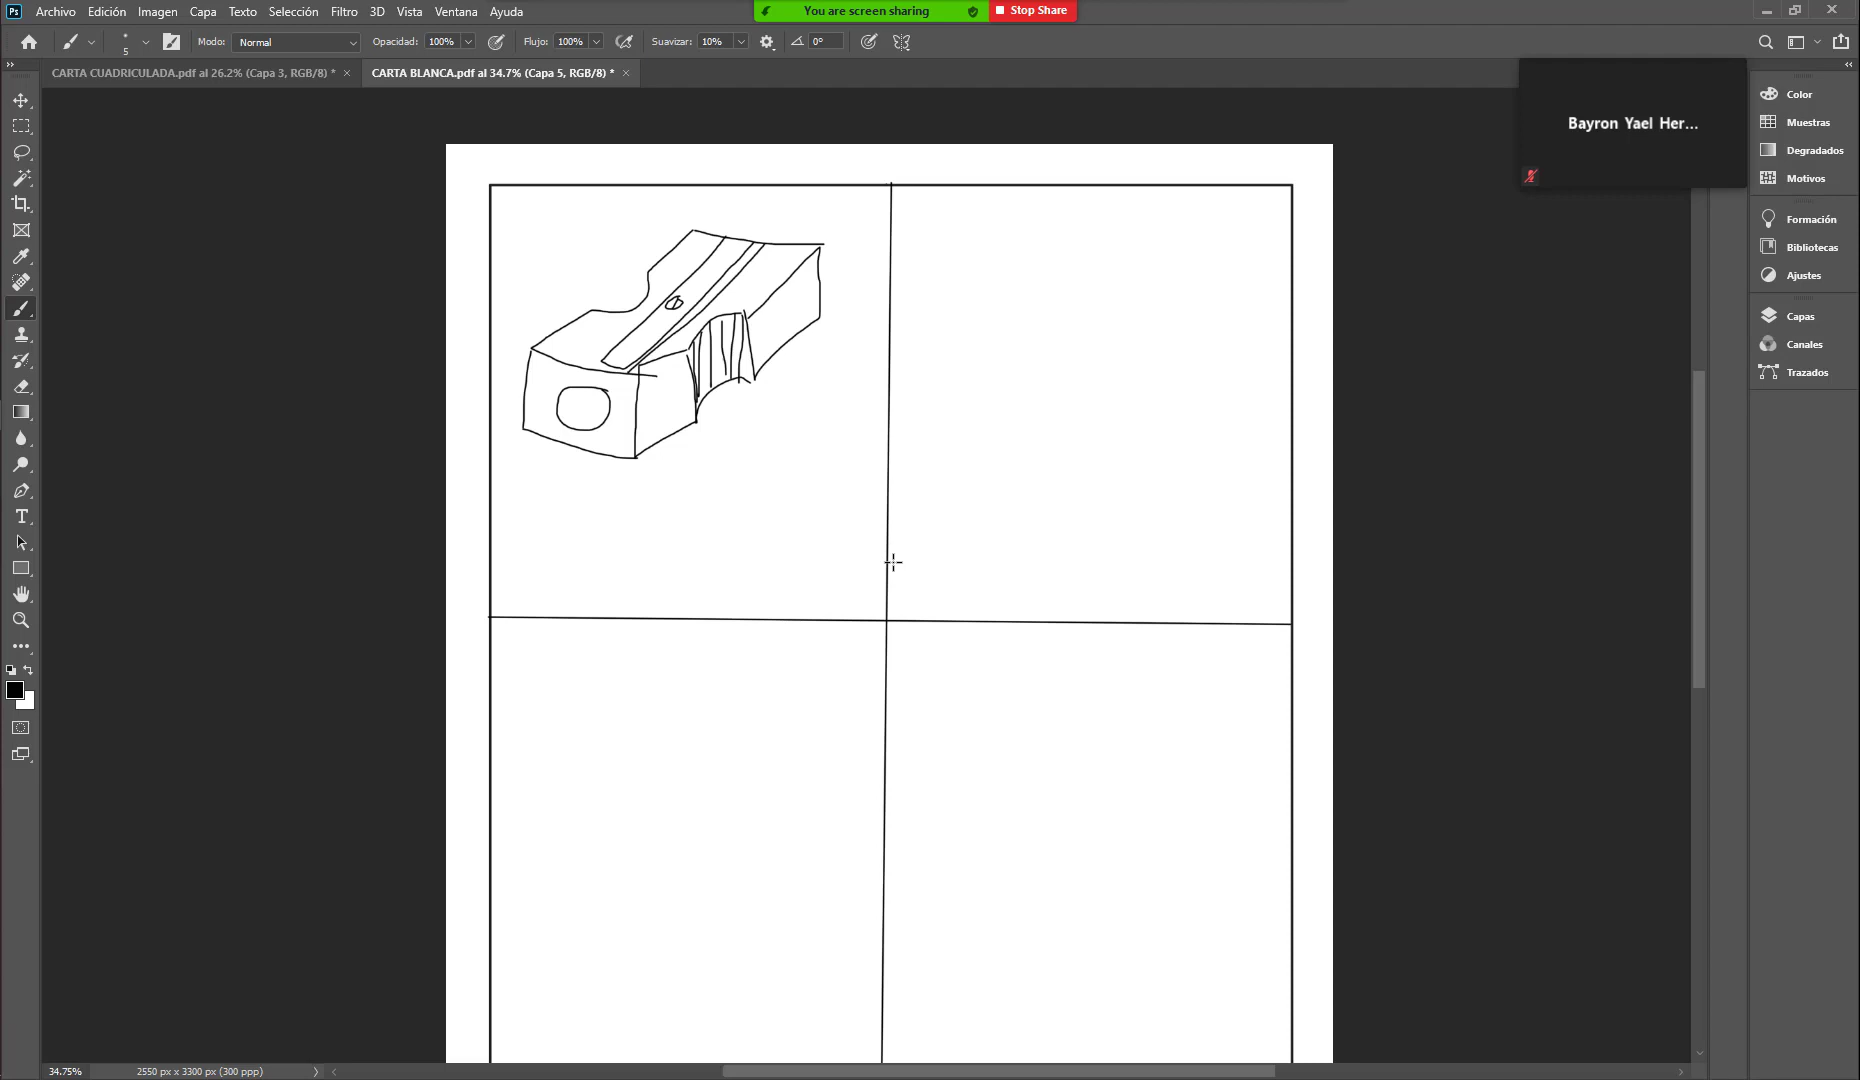 Ps Archivo Edición Imagen Capa Texto Selección Filtro 3D Vista Ventana Ayuda
You are screen sharing
Stop Share
5
Modo: Normal
Opacidad: 100%
Flujo: 100%
Suavizar: 10%
0°
CARTA CUADRICULADA.pdf al 26.2% (Capa 3, RGB/8) * ×
CARTA BLANCA.pdf al 34.7% (Capa 5, RGB/8) * ×
Bayron Yael Her...
Color
Muestras
Degradados
Motivos
Formación
Bibliotecas
Ajustes
Capas
Canales
Trazados
34.75%
2550 px x 3300 px (300 ppp)